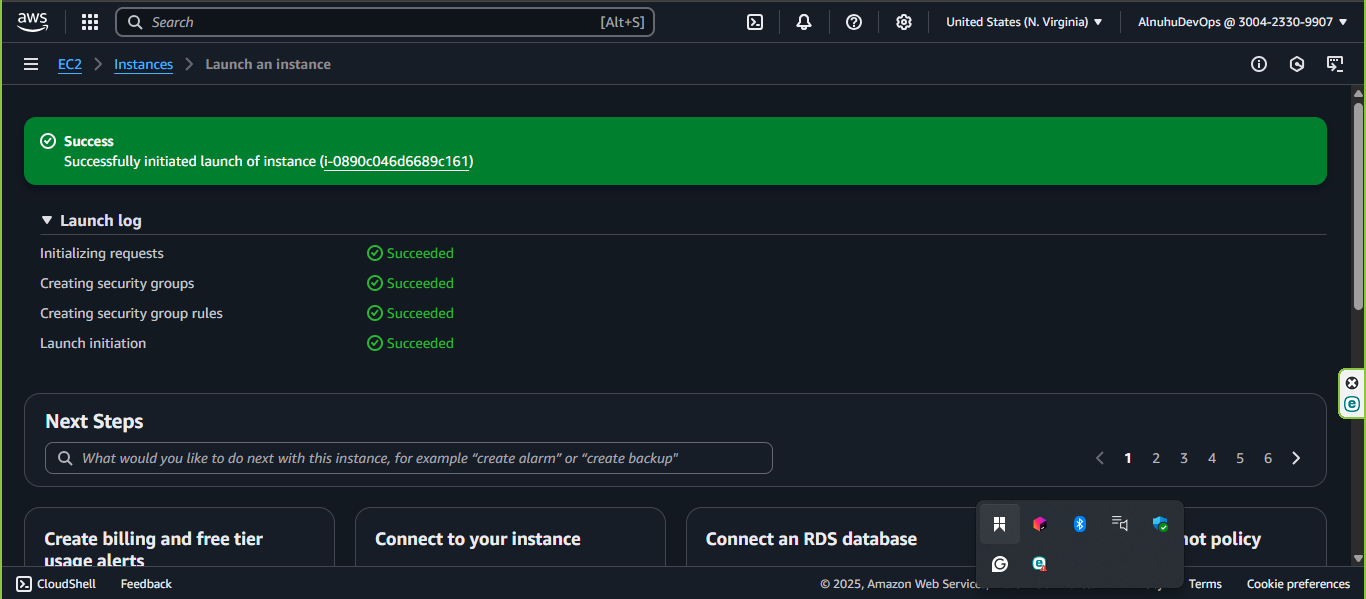 aws
Search
[Alt+S]
United States (N. Virginia)
AlnuhuDevOps @ 3004-2330-9907
EC2
Instances
Launch an instance
Success
Successfully initiated launch of instance (i-0890c046d6689c161)
Launch log
Initializing requests
Succeeded
Creating security groups
Succeeded
Creating security group rules
Succeeded
Launch initiation
Succeeded
Next Steps
What would you like to do next with this instance, for example "create alarm" or "create backup"
1 2 3 4 5 6
Create billing and free tier
usage alerts
Connect to your instance
Connect an RDS database
policy
CloudShell
Feedback
© 2025, Amazon Web
Terms
Cookie preferences